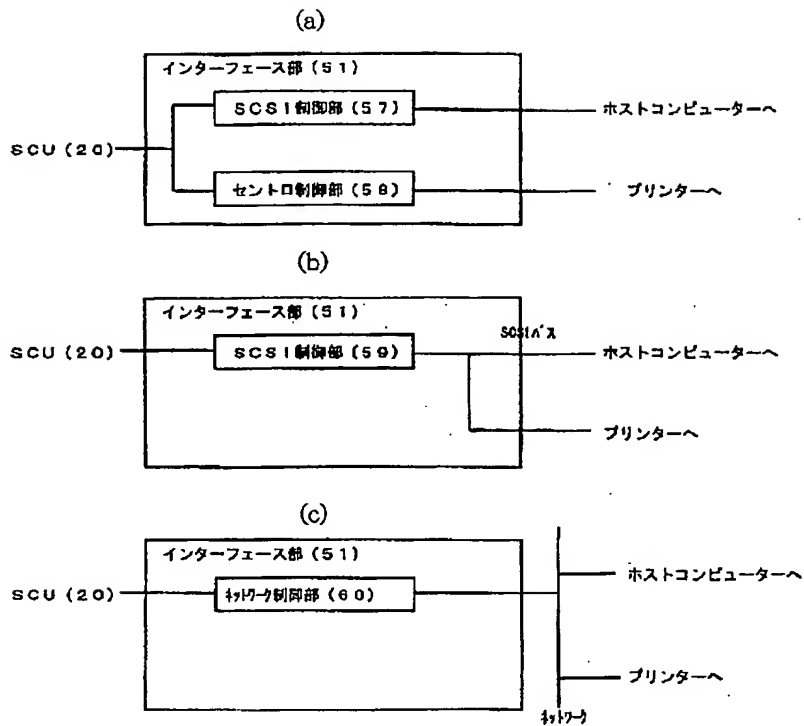 (a)
インターフェース部(51)
SCSI制御部(57)
ホストコンピューターへ
SCU(20)
セントロ制御部(58)
プリンターへ
(b)
インターフェース部(51)
SCSIバス
SCU(20)
SCSI制御部(59)
ホストコンピューターへ
プリンターへ
(c)
インターフェース部(51)
ホストコンピューターへ
SCU(20)
ネットワーク制御部(60)
プリンターへ
ネットワーク